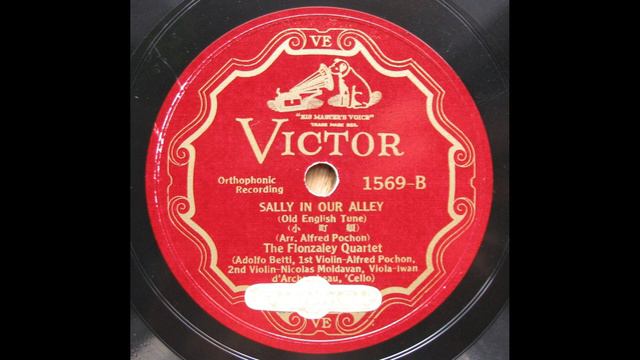 VE
"HIS MASTER'S VOICE"
TRADE MARK REG.
VICTOR
Orthophonic
Recording
1569-B
SALLY IN OUR ALLEY
(Old English Tune)
(小町娘)
(Arr. Alfred Pochon)
The Flonzaley Quartet
(Adolfo Betti, 1st Violin-Alfred Pochon,
2nd Violin-Nicolas Moldavan, Viola-Iwan
'Cello)
VE